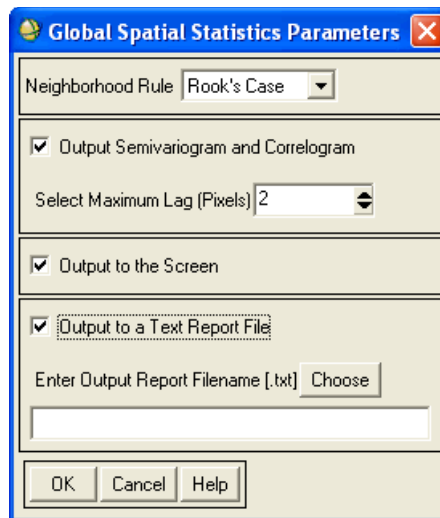 Global Spatial Statistics Parameters
Neighborhood Rule Rook's Case
Output Semivariogram and Correlogram
Select Maximum Lag (Pixels) 2
Output to the Screen
Output to a Text Report File
Enter Output Report Filename [.txt] Choose
OK Cancel Help